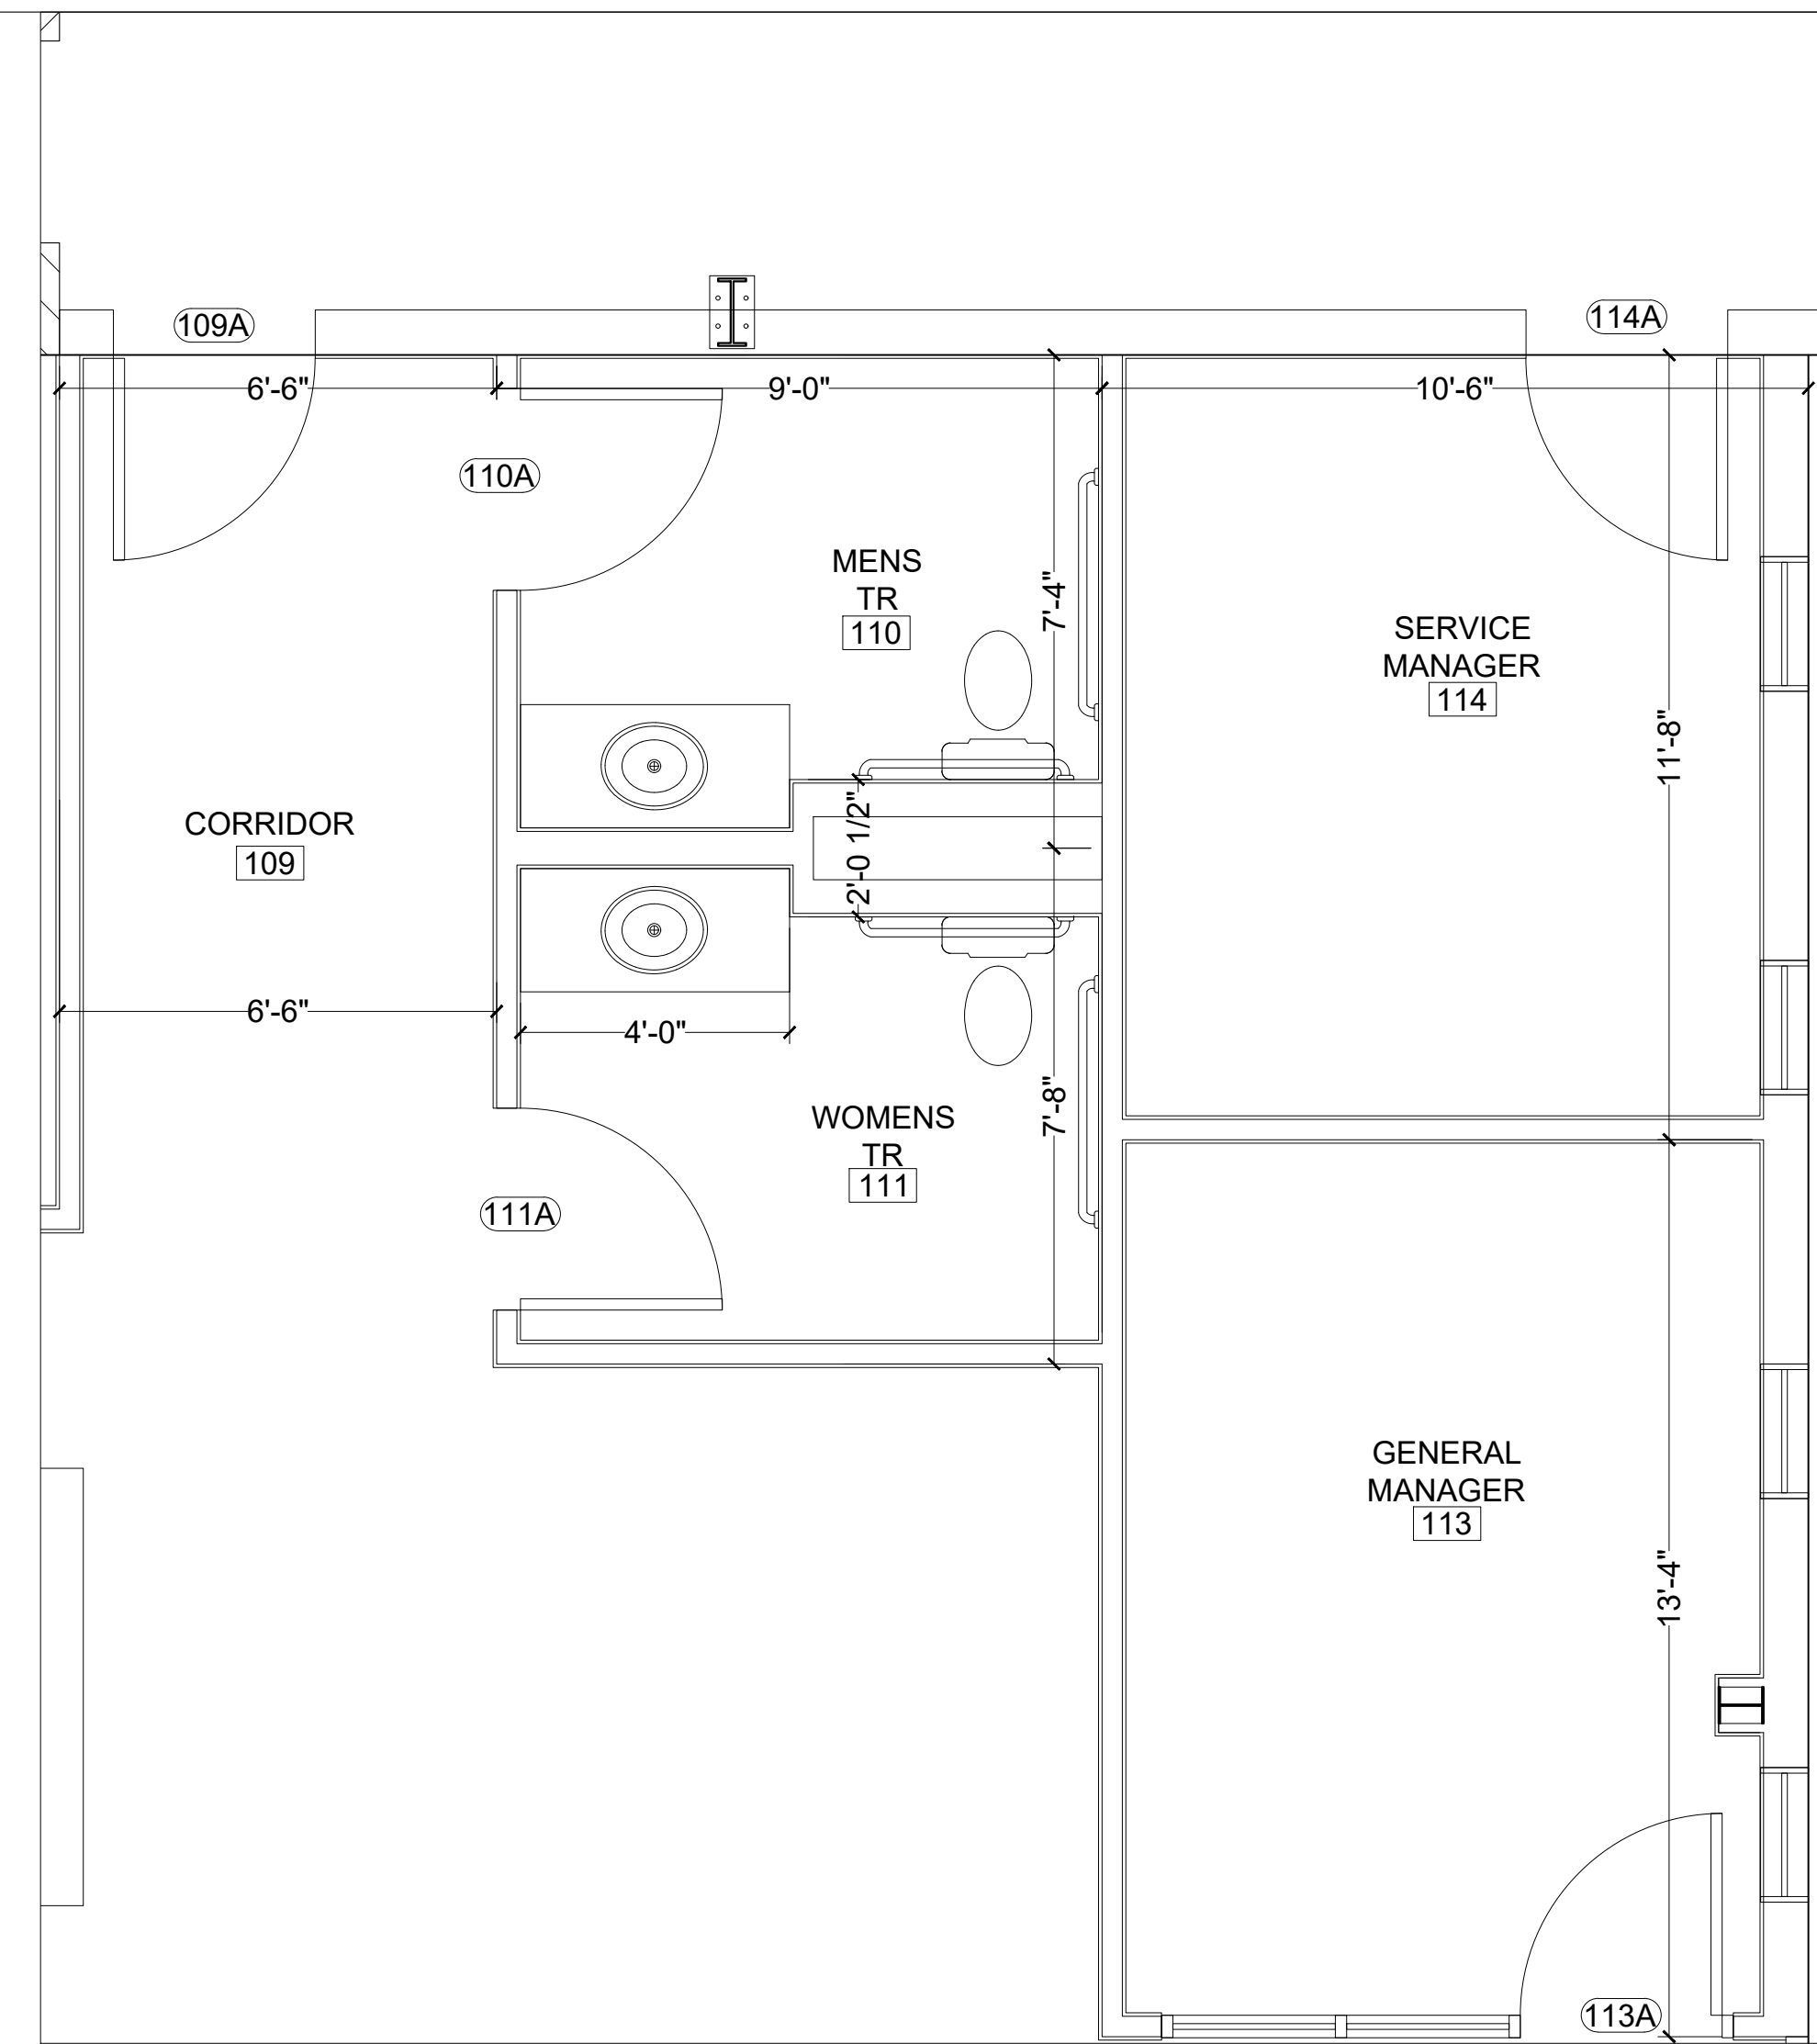 109A
114A
6'-6"
9'-0"
10'-6"
110A
MENS
TR
110
7'-4"
SERVICE
MANAGER
114
11'-8"
CORRIDOR
109
2'-0 1/2"
6'-6"
4'-0"
7'-8"
WOMENS
TR
111
111A
GENERAL
MANAGER
113
13'-4"
113A